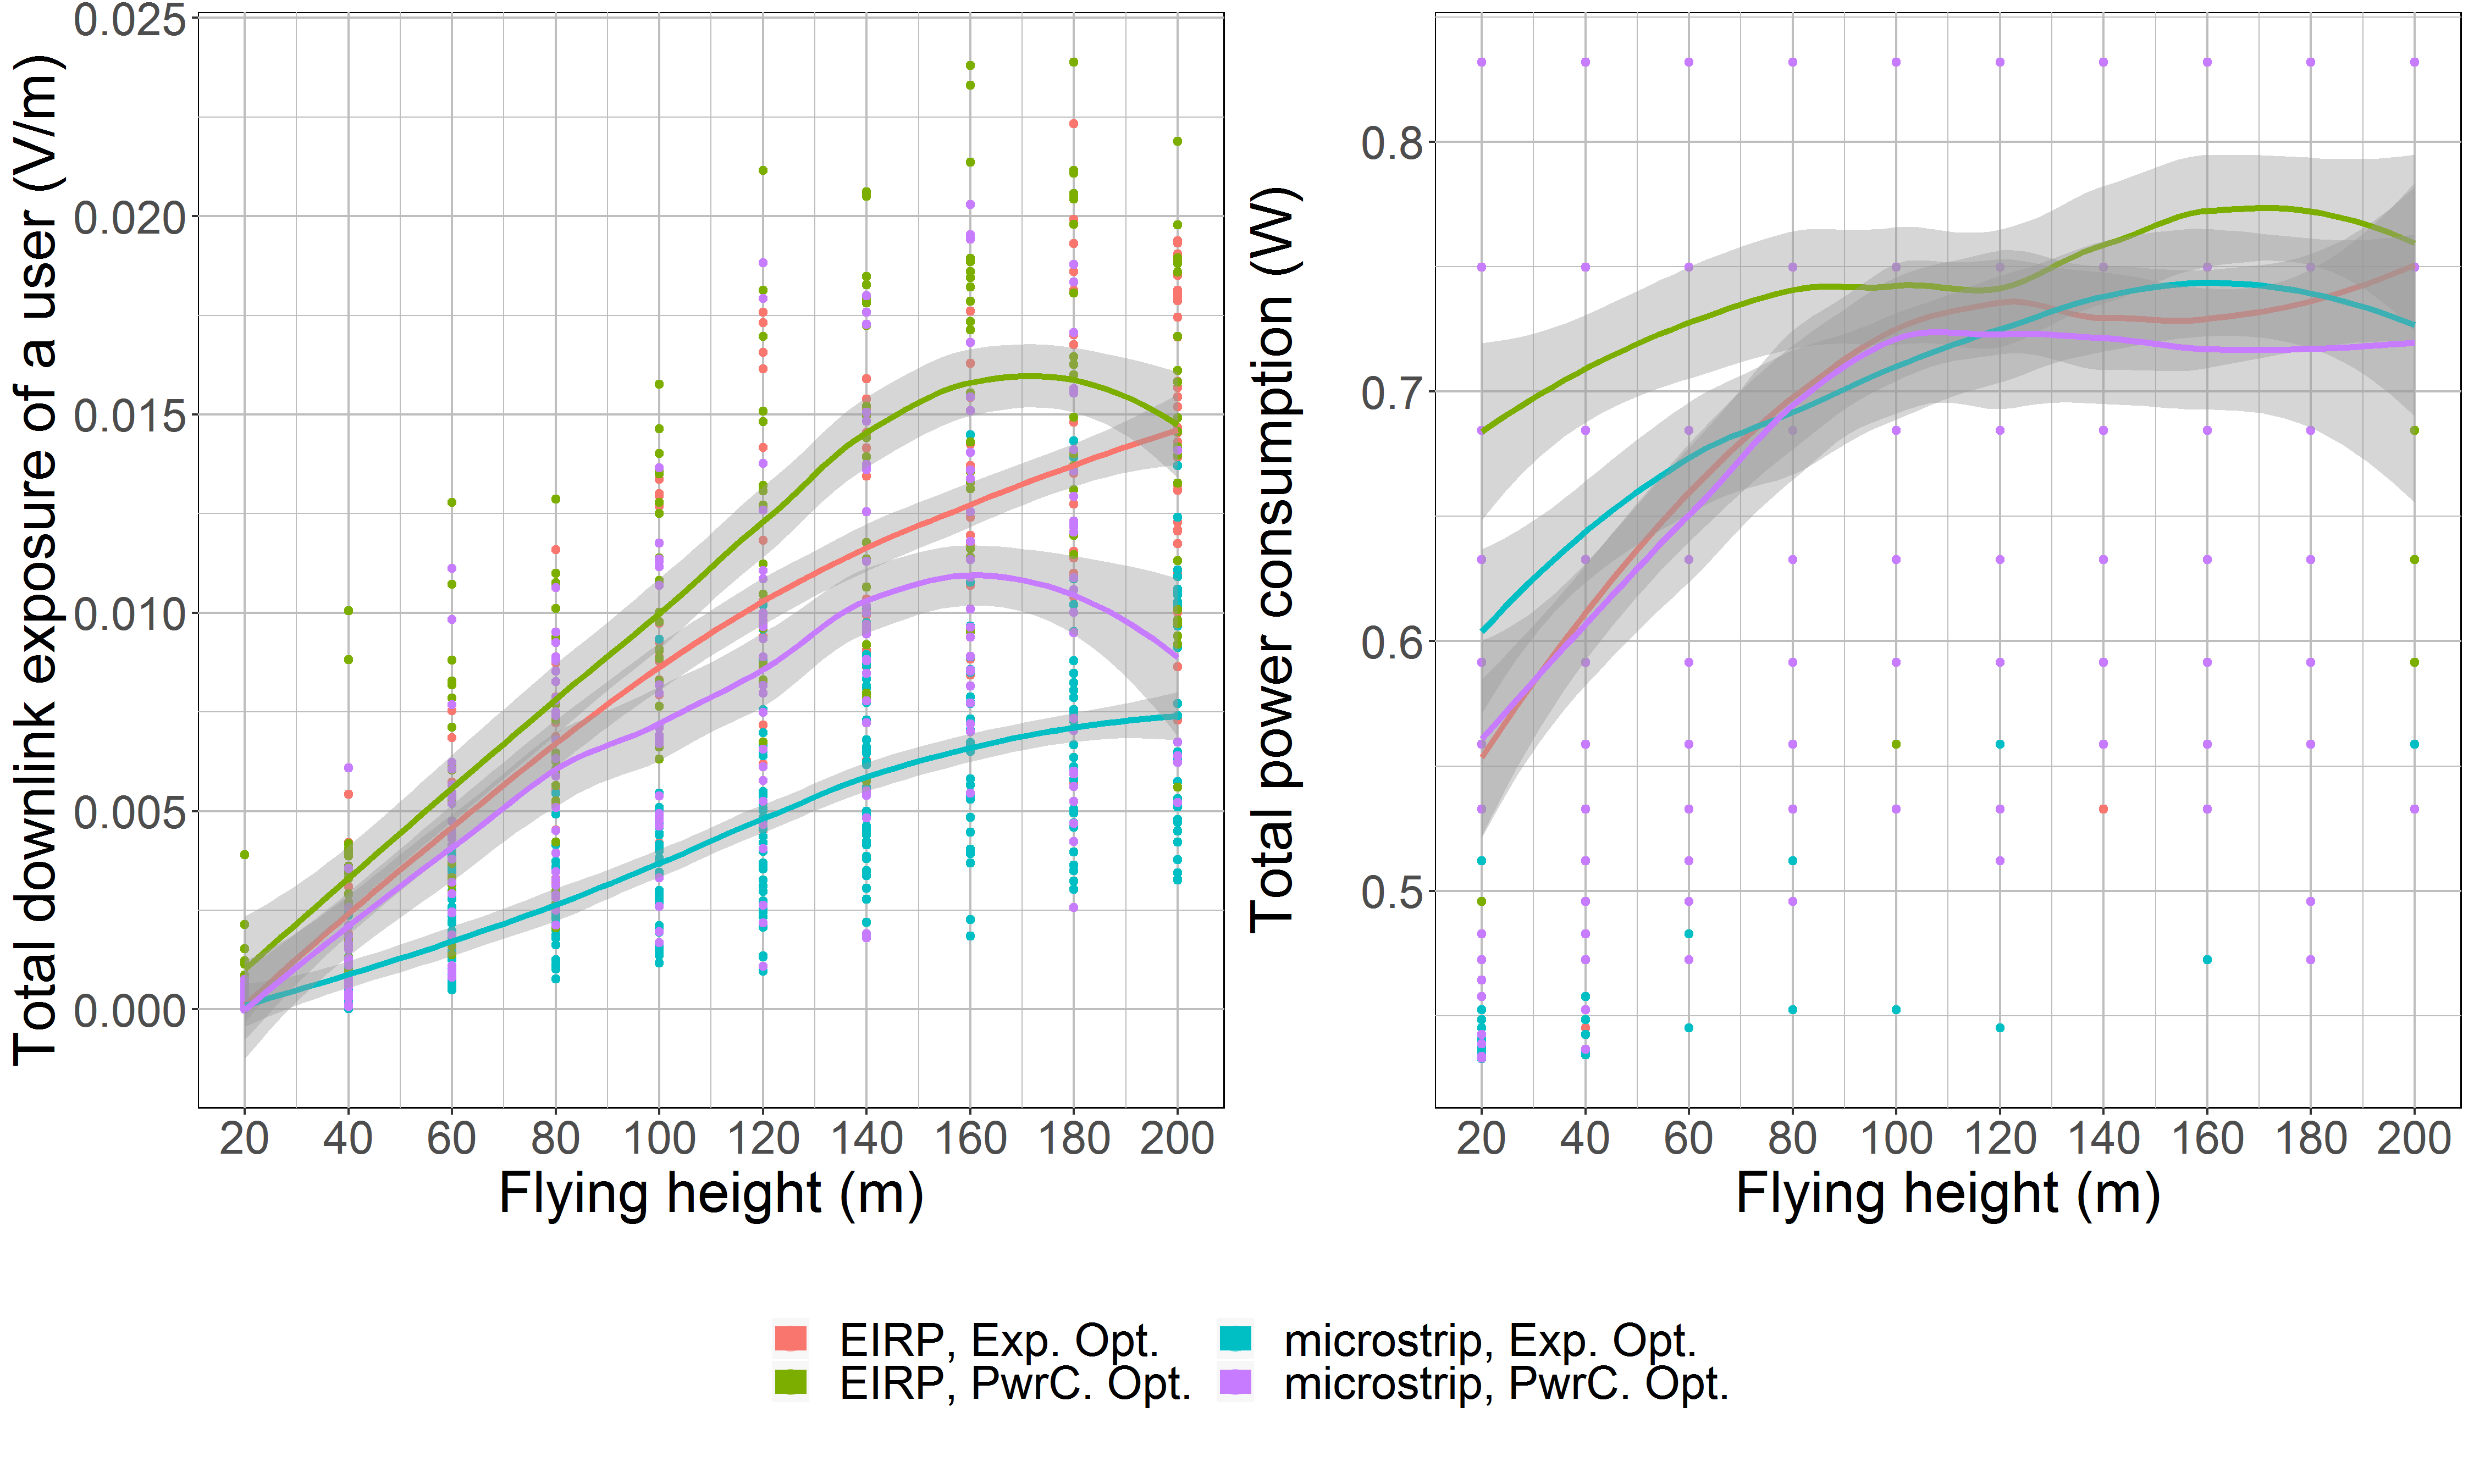 Total downlink exposure of a user (V/m)
0.025
0.020
0.015
0.010
0.005
0.000
20 40 60 80 100 120 140 160 180 200
Flying height (m)
Total power consumption (W)
0.8
0.7
0.6
0.5
20 40 60 80 100 120 140 160 180 200
Flying height (m)
EIRP, Exp. Opt. microstrip, Exp. Opt.
EIRP, PwrC. Opt. microstrip, PwrC. Opt.